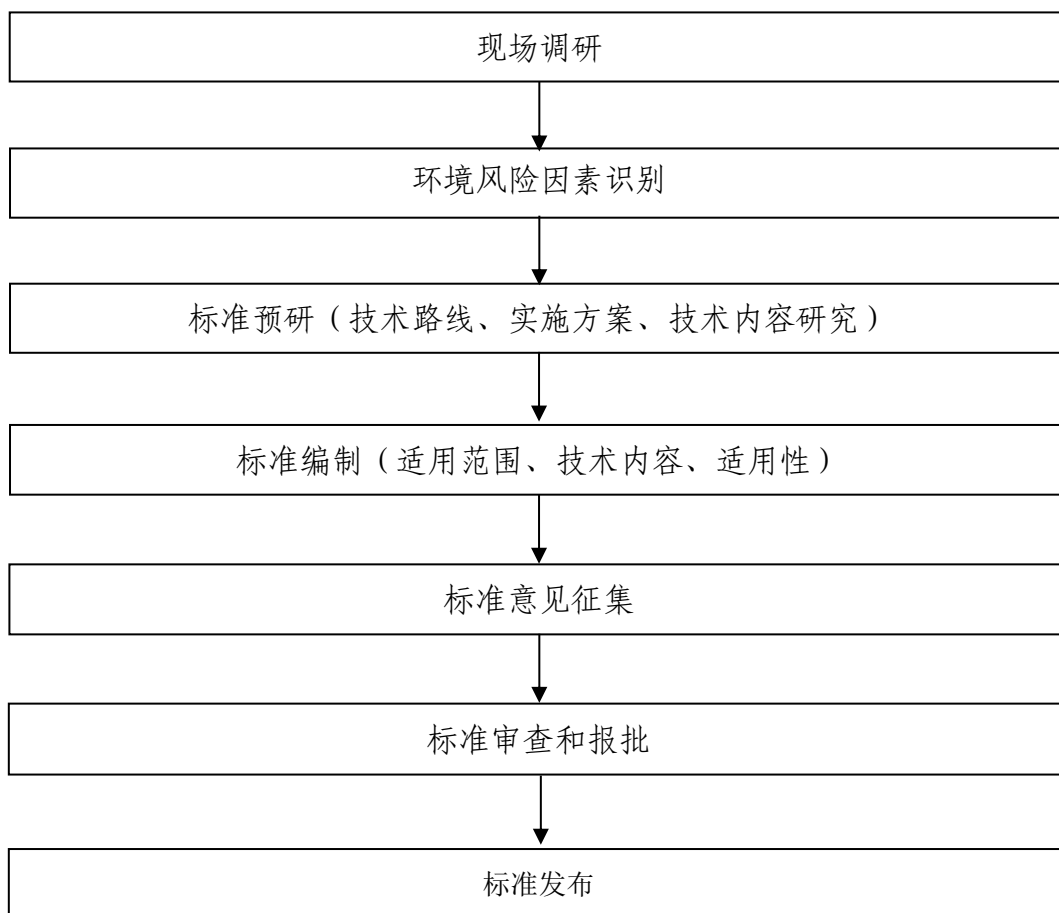 现场调研
环境风险因素识别
标准预研（技术路线、实施方案、技术内容研究）
标准编制（适用范围、技术内容、适用性）
标准意见征集
标准审查和报批
标准发布